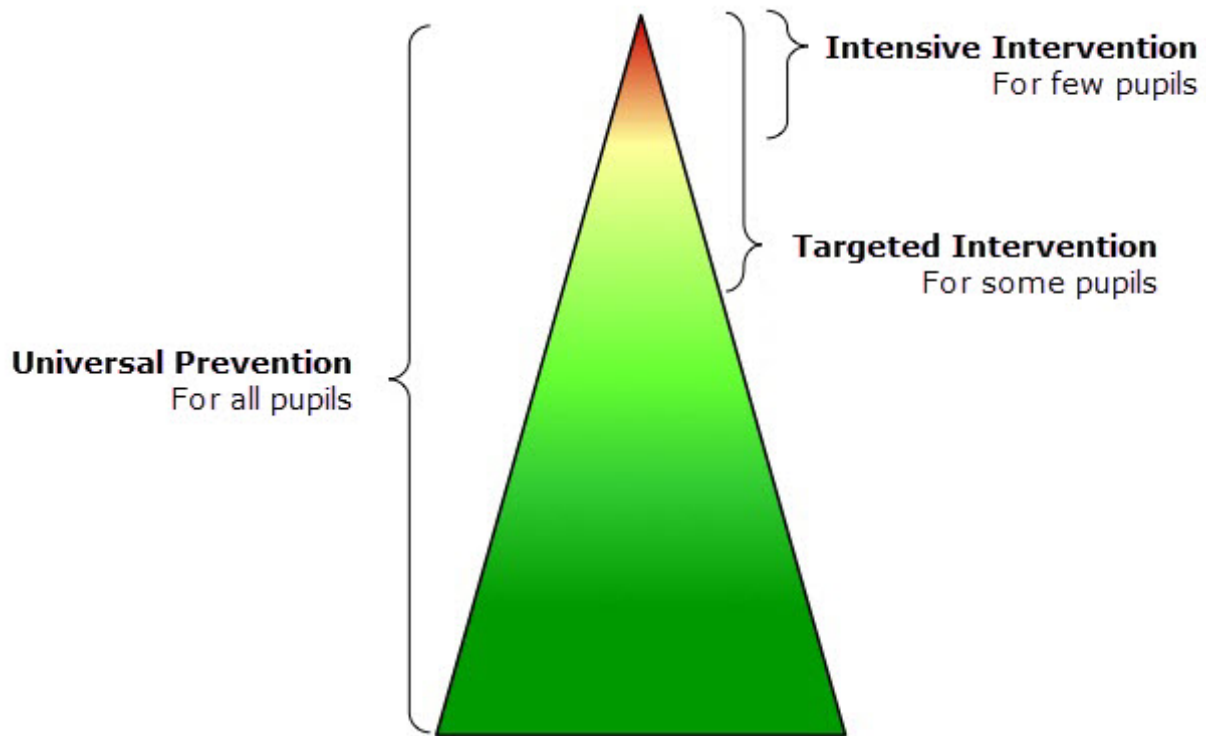 Intensive Intervention
For few pupils
Targeted Intervention
For some pupils
Universal Prevention
For all pupils